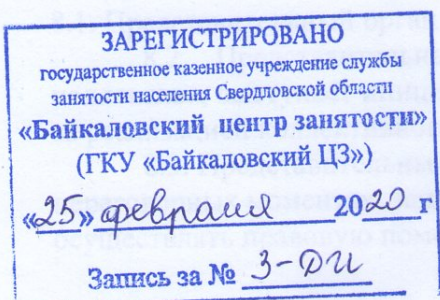 ЗАРЕГИСТРИРОВАНО
государственное казенное учреждение службы
занятости населения Свердловской области
«Байкаловский центр занятости»
(ГКУ «Байкаловский ЦЗ»)
«25» февраля 2020 г
Запись за № 3-ДИ